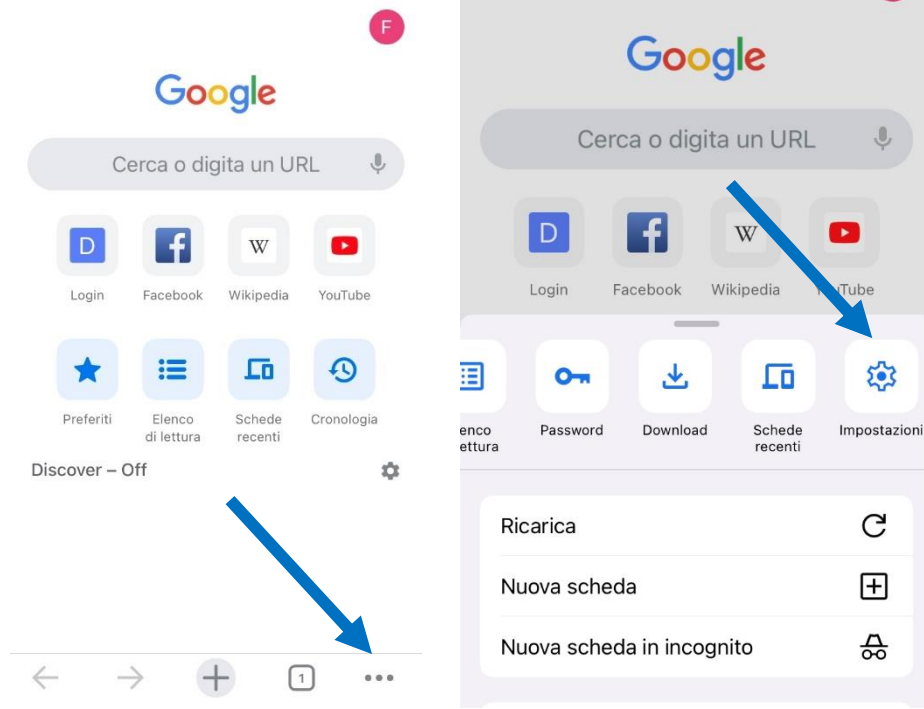 F
Google
Cerca o digita un URL
D
f
W
Login
Facebook
Wikipedia
YouTube
Preferiti
Elenco
di lettura
Schede
recenti
Cronologia
Discover – Off
1
Google
Cerca o digita un URL
D
f
W
Login
Facebook
Wikipedia
Tube
enco
ettura
Password
Download
Schede
recenti
Impostazioni
Ricarica
Nuova scheda
Nuova scheda in incognito